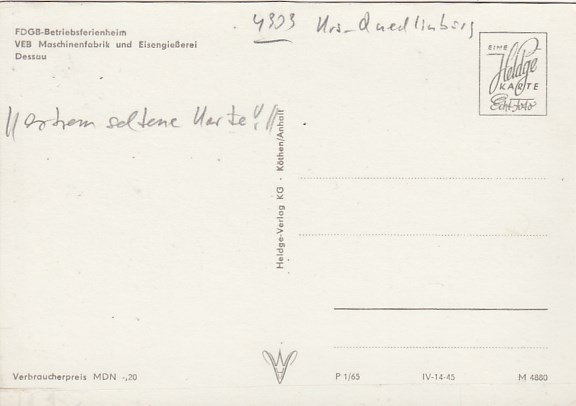 4303 Krs-Quedlinburg
FDGB-Betriebsferienheim
VEB Maschinenfabrik und Eisengießerei
Dessau
EINE
Heldge
KARTE
Echt-Foto
!! extrem seltene Karte !!
Heldge-Verlag KG · Köthen/Anhalt
Verbraucherpreis MDN -,20
P 1/65
IV-14-45
M 4880